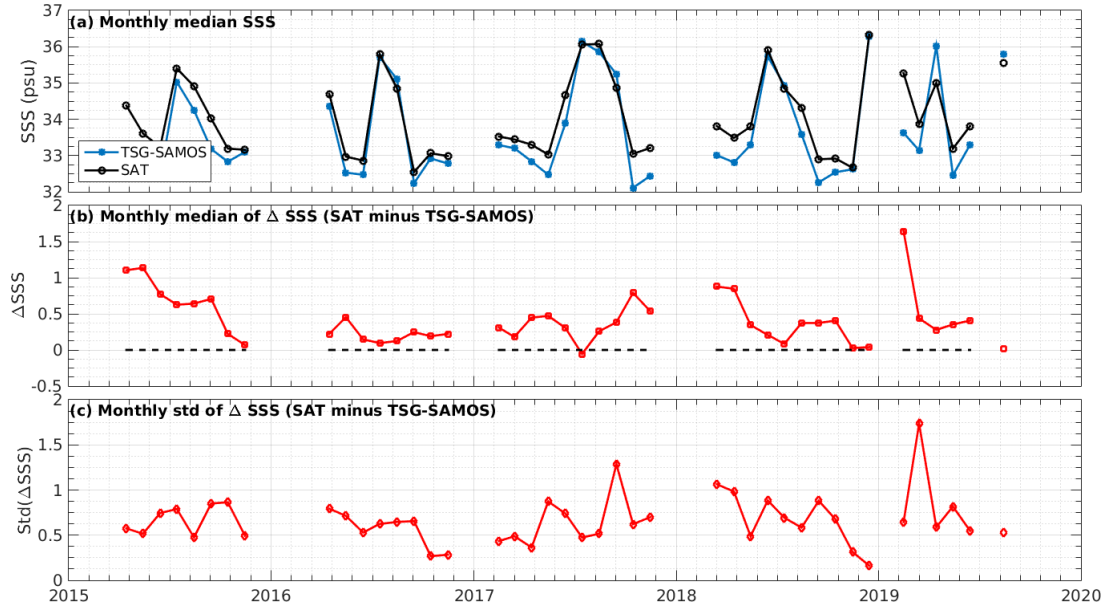 (a) Monthly median SSS
37
36
35
34
33
32
SSS (psu)
TSG-SAMOS
SAT
(b) Monthly median of Δ SSS (SAT minus TSG-SAMOS)
2
1.5
1
0.5
0
-0.5
ΔSSS
(c) Monthly std of Δ SSS (SAT minus TSG-SAMOS)
2
1.5
1
0.5
0
Std(ΔSSS)
2015 2016 2017 2018 2019 2020